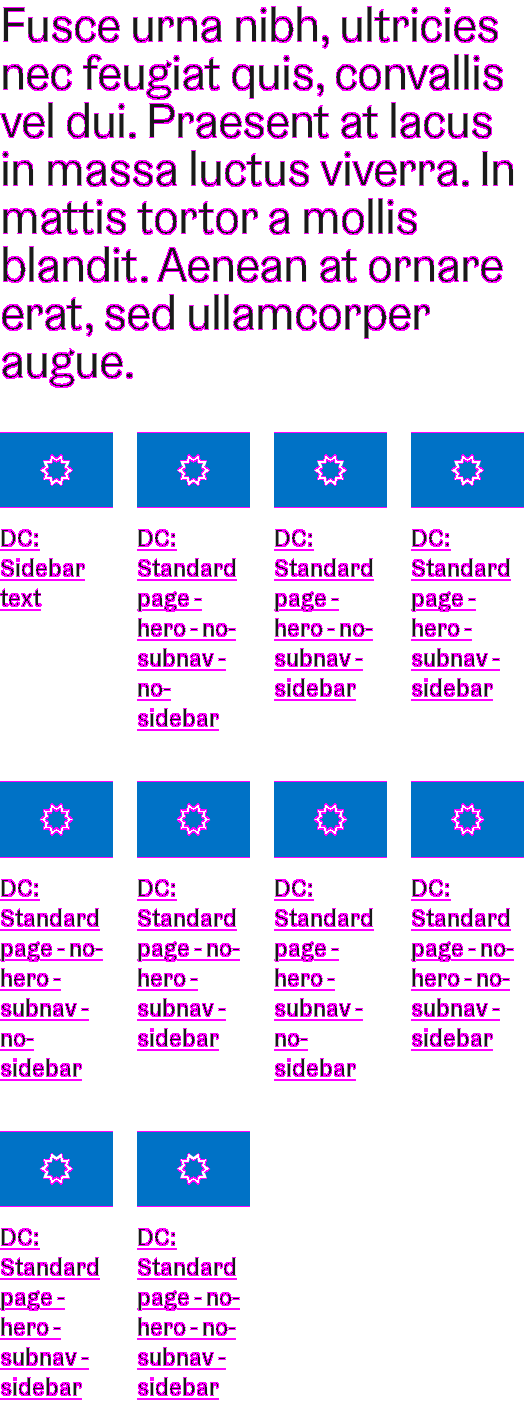 Fusce urna nibh, ultricies
nec feugiat quis, convallis
vel dui. Praesent at lacus
in massa luctus viverra. In
mattis tortor a mollis
blandit. Aenean at ornare
erat, sed ullamcorper
augue.
DC:
Sidebar
text
DC:
Standard
page -
hero - no-
subnav -
no-
sidebar
DC:
Standard
page -
hero - no-
subnav -
sidebar
DC:
Standard
page -
hero -
subnav -
sidebar
DC:
Standard
page - no-
hero -
subnav -
no-
sidebar
DC:
Standard
page - no-
hero -
subnav -
sidebar
DC:
Standard
page -
hero -
subnav -
no-
sidebar
DC:
Standard
page - no-
hero - no-
subnav -
sidebar
DC:
Standard
page -
hero -
subnav -
sidebar
DC:
Standard
page - no-
hero - no-
subnav -
sidebar